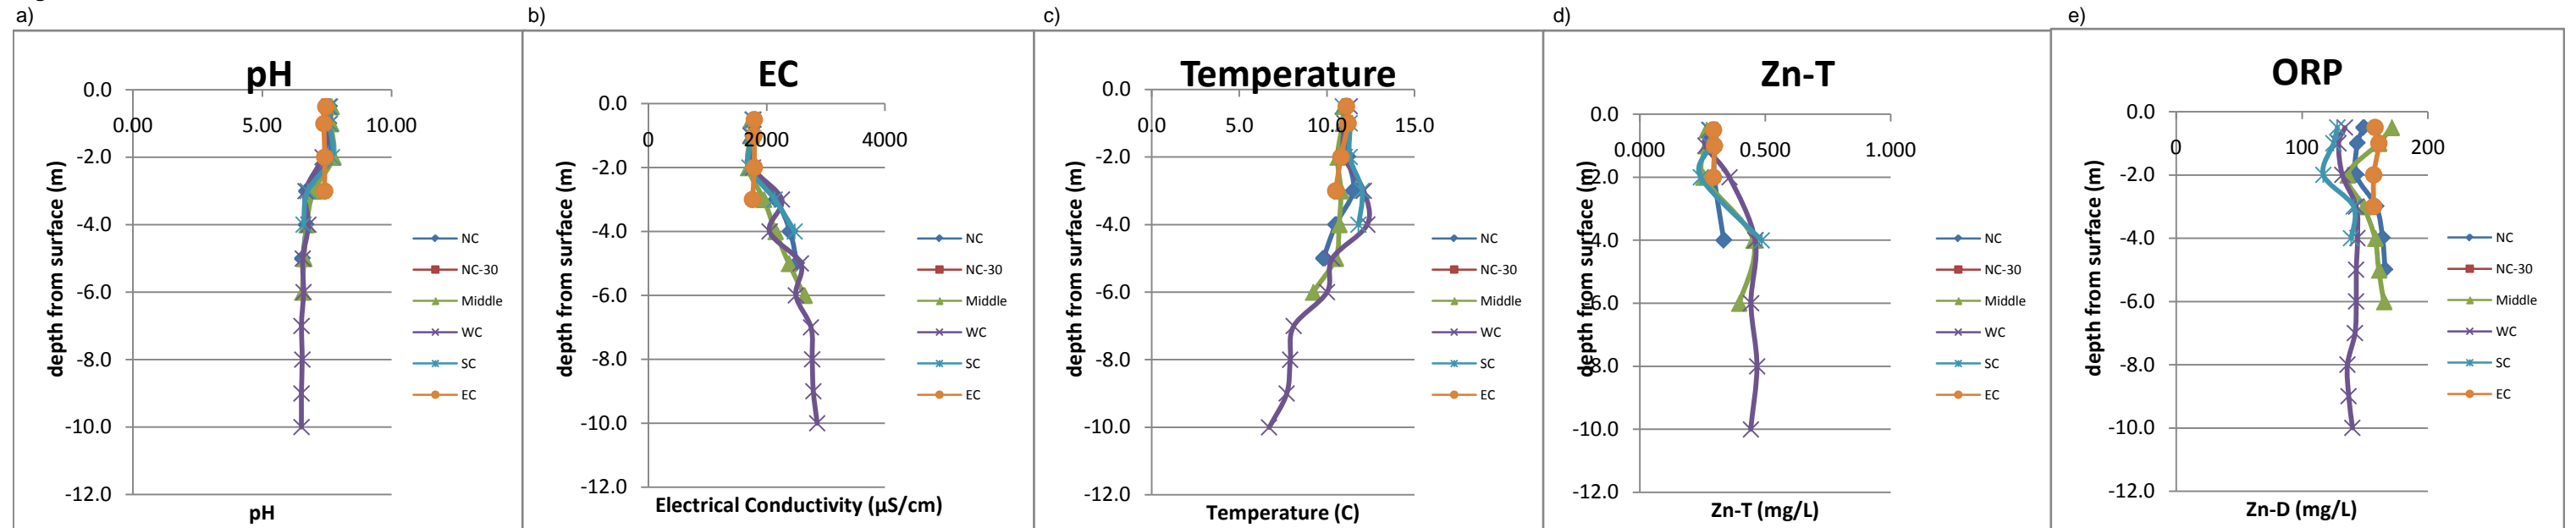 a)
b)
c)
d)
e)
pH
0.0
0.00
5.00
10.00
-2.0
-4.0
-6.0
-8.0
-10.0
-12.0
depth from surface (m)
pH
NC
NC-30
Middle
WC
SC
EC
EC
0.0
0
2000
4000
-2.0
-4.0
-6.0
-8.0
-10.0
-12.0
depth from surface (m)
Electrical Conductivity (µS/cm)
NC
NC-30
Middle
WC
SC
EC
Temperature
0.0
0.0
5.0
10.0
15.0
-2.0
-4.0
-6.0
-8.0
-10.0
-12.0
depth from surface (m)
Temperature (C)
NC
NC-30
Middle
WC
SC
EC
Zn-T
0.0
0.000
0.500
1.000
-2.0
-4.0
-6.0
-8.0
-10.0
-12.0
depth from surface (m)
Zn-T (mg/L)
NC
NC-30
Middle
WC
SC
EC
ORP
0.0
0
100
200
-2.0
-4.0
-6.0
-8.0
-10.0
-12.0
depth from surface (m)
Zn-D (mg/L)
NC
NC-30
Middle
WC
SC
EC